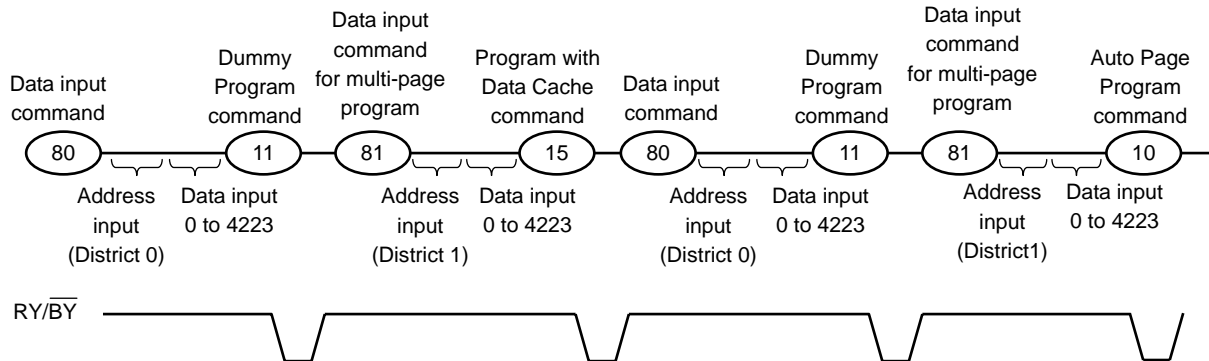 Data input
command
Dummy
Program
command
Data input
command
for multi-page
program
Program with
Data Cache
command
Data input
command
Dummy
Program
command
Data input
command
for multi-page
program
Auto Page
Program
command
80
11
81
15
80
11
81
10
Address
input
(District 0)
Data input
0 to 4223
Address
input
(District 1)
Data input
0 to 4223
Address
input
(District 0)
Data input
0 to 4223
Address
input
(District1)
Data input
0 to 4223
RY/B̅Y̅